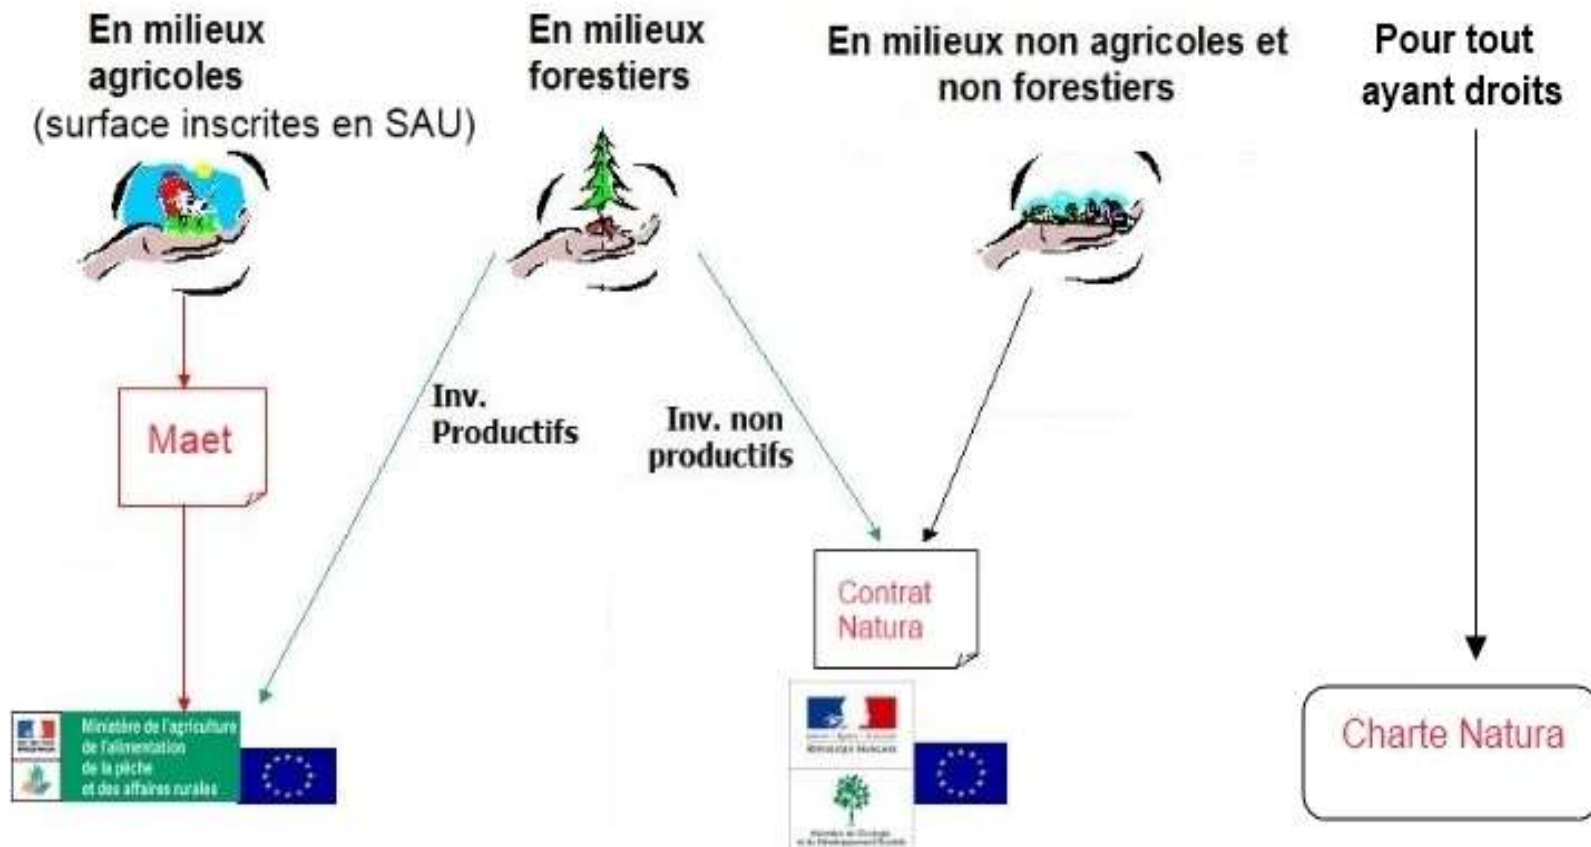 En milieux
agricoles
(surface inscrites en SAU)
En milieux
forestiers
En milieux non agricoles et
non forestiers
Pour tout
ayant droits
Inv.
Productifs
Inv. non
productifs
Maet
Contrat
Natura
Charte Natura
Ministère de l'agriculture
de l'alimentation
de la pêche
et des affaires rurales
RÉPUBLIQUE FRANÇAISE